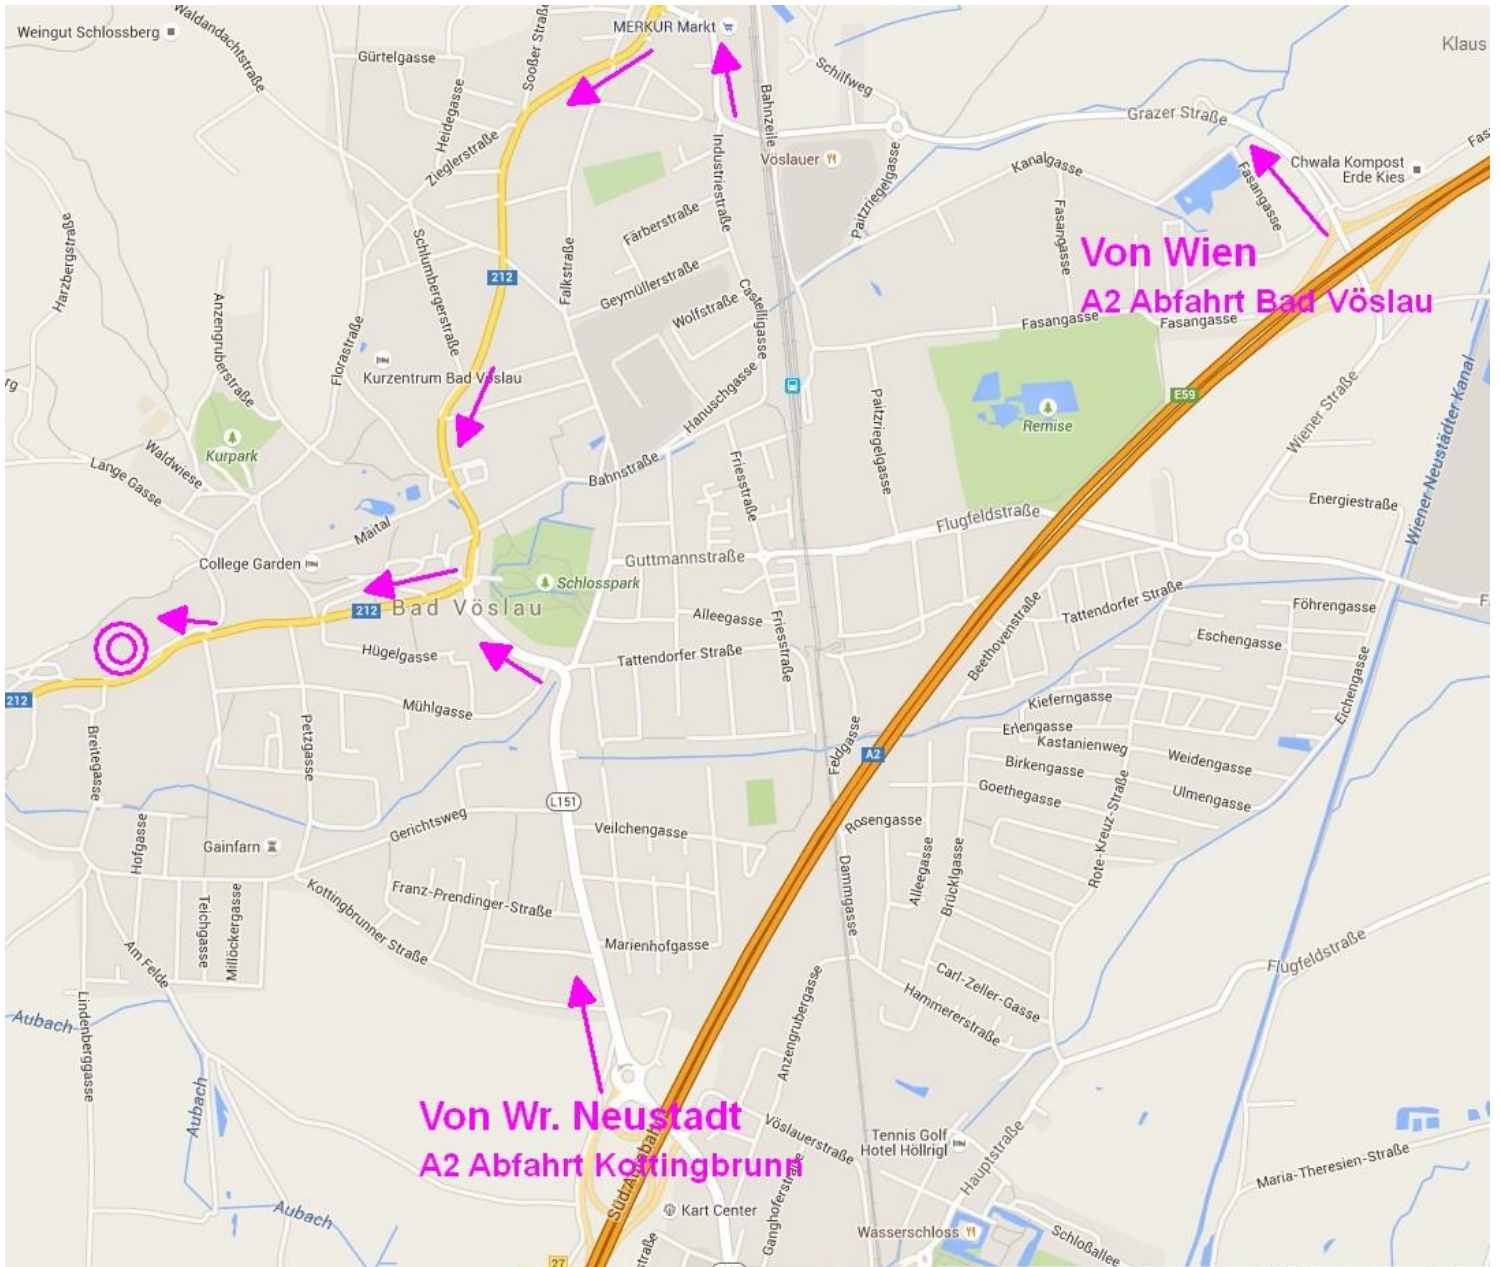 Weingut Schlossberg
Waldandachtstraße
Gürtelgasse
Sooßer Straße
MERKUR Markt
Schilfweg
Klaus
Heidegasse
Bahnzeile
Grazer Straße
Zieglerstraße
Industriestraße
Vöslauer
Paitzriegelgasse
Kanalgasse
Chwala Kompost
Erde Kies
Fasangasse
Fasangasse
Harzbergstraße
Schlumbergerstraße
Färberstraße
Falkstraße
212
Geymüllerstraße
Wolfstraße
Castelligasse
Von Wien
A2 Abfahrt Bad Vöslau
Fasangasse
Fasangasse
Anzengruberstraße
Florastraße
Kurzentrum Bad Vöslau
Hanuschgasse
Paitzriegelgasse
Remise
E59
Wiener Straße
Wiener Neustädter Kanal
Kurpark
Waldwiese
Lange Gasse
Bahnstraße
Friesstraße
Energiestraße
Maital
Flugfeldstraße
College Garden
Guttmannstraße
Schlosspark
212
Bad Vöslau
Alleegasse
Friesstraße
Beethovenstraße
Tattendorfer Straße
Föhrengasse
Eschengasse
Hügelgasse
Tattendorfer Straße
212
Mühlgasse
Kieferngasse
Eichengasse
Breitegasse
Petzgasse
Feldgasse
A2
Erlengasse
Kastanienweg
Weidengasse
Birkengasse
Goethegasse
Ulmengasse
L151
Hofgasse
Gerichtsweg
Veilchengasse
Rosengasse
Rote-Kreuz-Straße
Gainfarn
Alleegasse
Brücklgasse
Dammgasse
Franz-Prendinger-Straße
Kottingbrunner Straße
Teichgasse
Millöckergasse
Am Felde
Marienhofgasse
Flugfeldstraße
Carl-Zeller-Gasse
Hammererstraße
Anzengrubergasse
Lindenberggasse
Aubach
Aubach
Von Wr. Neustadt
A2 Abfahrt Kottingbrunn
Vöslauerstraße
Tennis Golf
Hotel Höllrigl
Hauptstraße
Maria-Theresien-Straße
Aubach
Südautobahn
Kart Center
Ganghoferstraße
Wasserschloss
Schloßallee
27